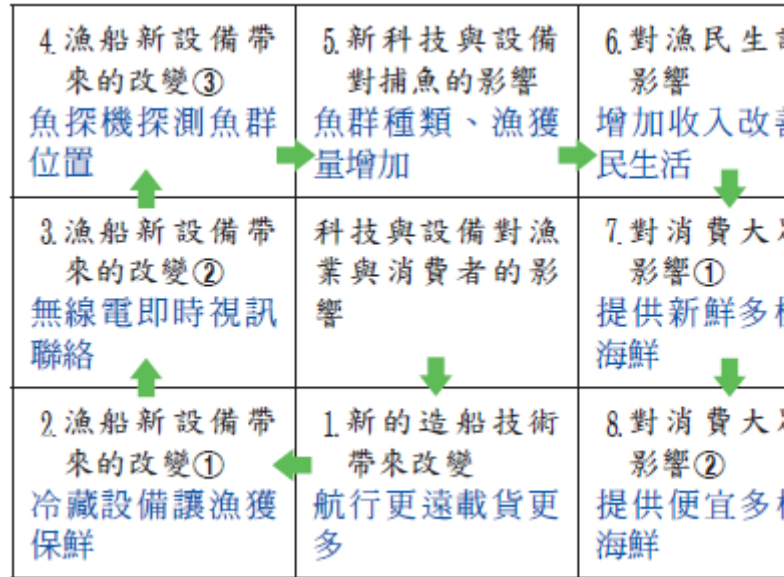 4.漁船新設備帶
來的改變③
魚探機探測魚群
位置
5.新科技與設備
對捕魚的影響
魚群種類、漁獲
量增加
6.對漁民生
影響
增加收入改
民生活
3.漁船新設備帶
來的改變②
無線電即時視訊
聯絡
科技與設備對漁
業與消費者的影
響
7.對消費大
影響①
提供新鮮多
海鮮
2.漁船新設備帶
來的改變①
冷藏設備讓漁獲
保鮮
1.新的造船技術
帶來改變
航行更遠載貨更
多
8.對消費大
影響②
提供便宜多
海鮮